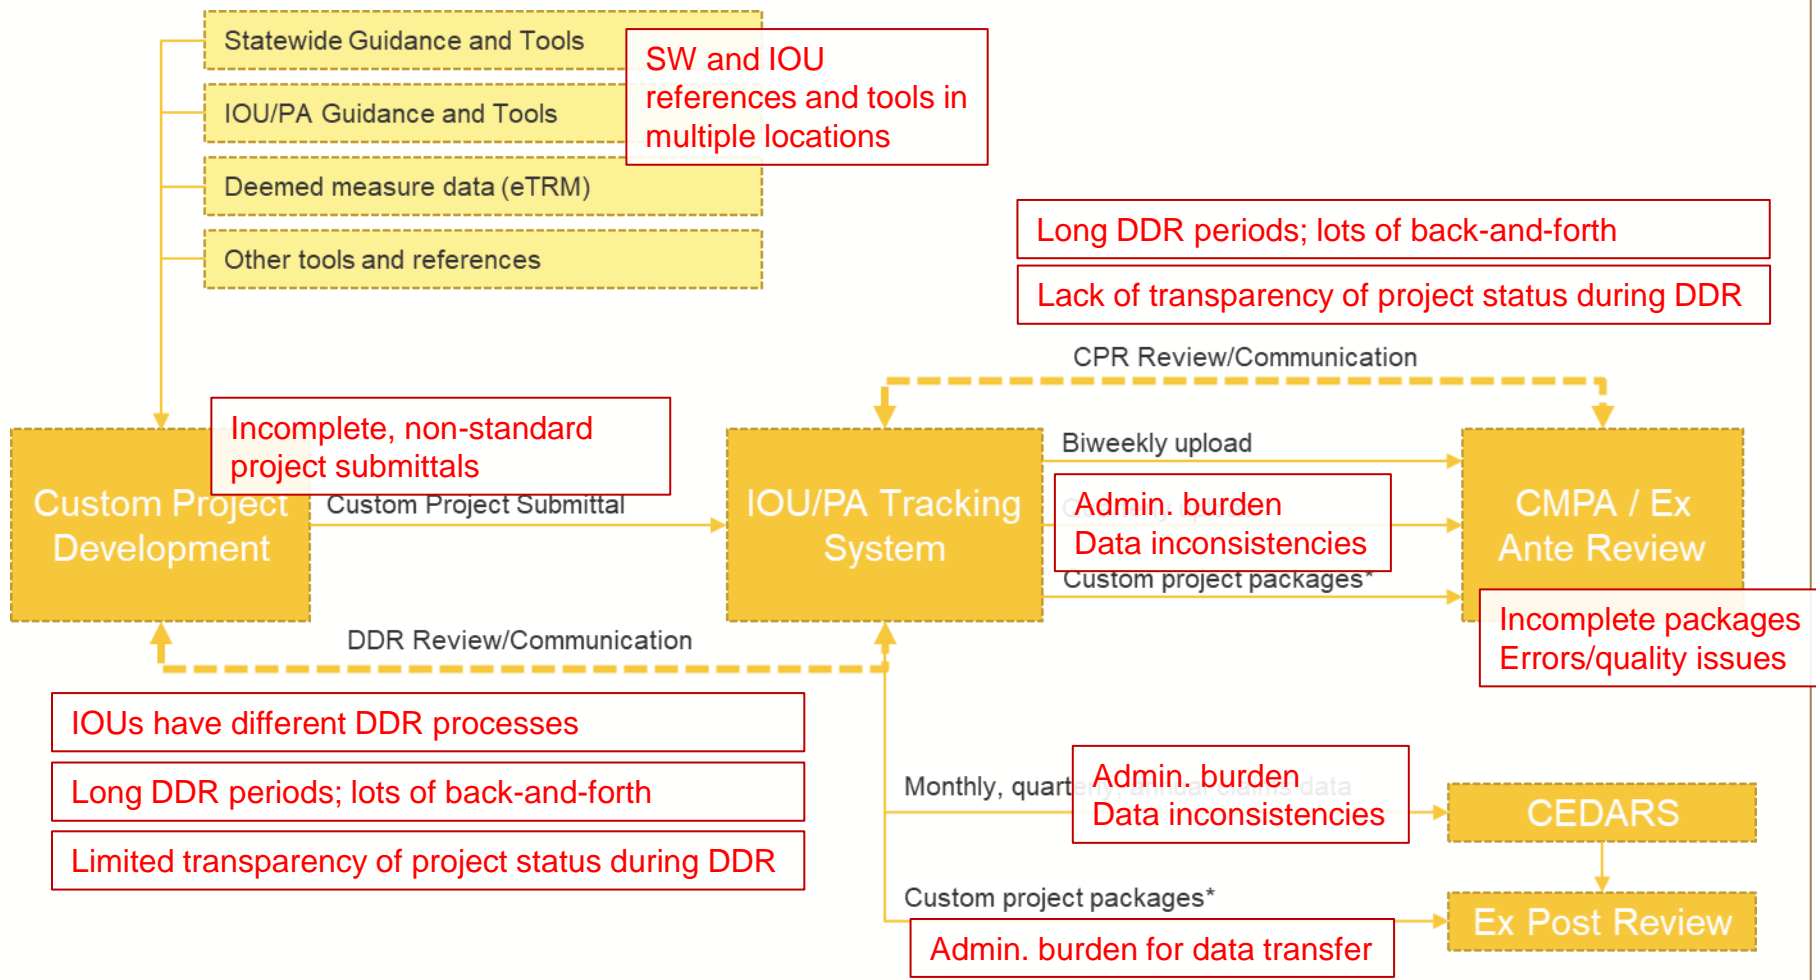 Statewide Guidance and Tools
IOU/PA Guidance and Tools
Deemed measure data (eTRM)
Other tools and references
SW and IOU
references and tools in
multiple locations
Long DDR periods; lots of back-and-forth
Lack of transparency of project status during DDR
CPR Review/Communication
Incomplete, non-standard
project submittals
Custom Project
Development
Custom Project Submittal
IOU/PA Tracking
System
Biweekly upload
Admin. burden
Data inconsistencies
Custom project packages*
CMPA / Ex
Ante Review
Incomplete packages
Errors/quality issues
DDR Review/Communication
IOUs have different DDR processes
Long DDR periods; lots of back-and-forth
Limited transparency of project status during DDR
Monthly, quarterly, annual claims data
Admin. burden
Data inconsistencies
CEDARS
Custom project packages*
Admin. burden for data transfer
Ex Post Review